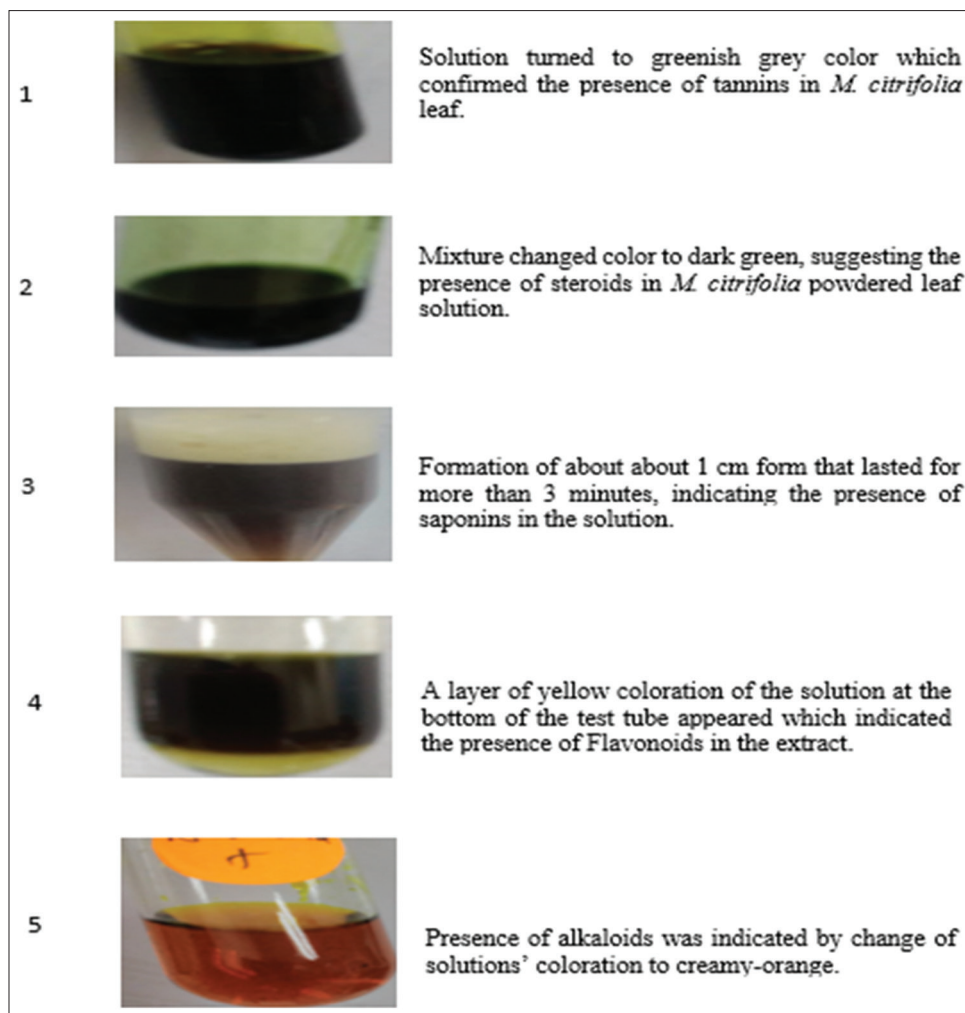 1
Solution turned to greenish grey color which
confirmed the presence of tannins in M. citrifolia
leaf.
2
Mixture changed color to dark green, suggesting the
presence of steroids in M. citrifolia powdered leaf
solution.
3
Formation of about about 1 cm form that lasted for
more than 3 minutes, indicating the presence of
saponins in the solution.
4
A layer of yellow coloration of the solution at the
bottom of the test tube appeared which indicated
the presence of Flavonoids in the extract.
5
Presence of alkaloids was indicated by change of
solutions’ coloration to creamy-orange.